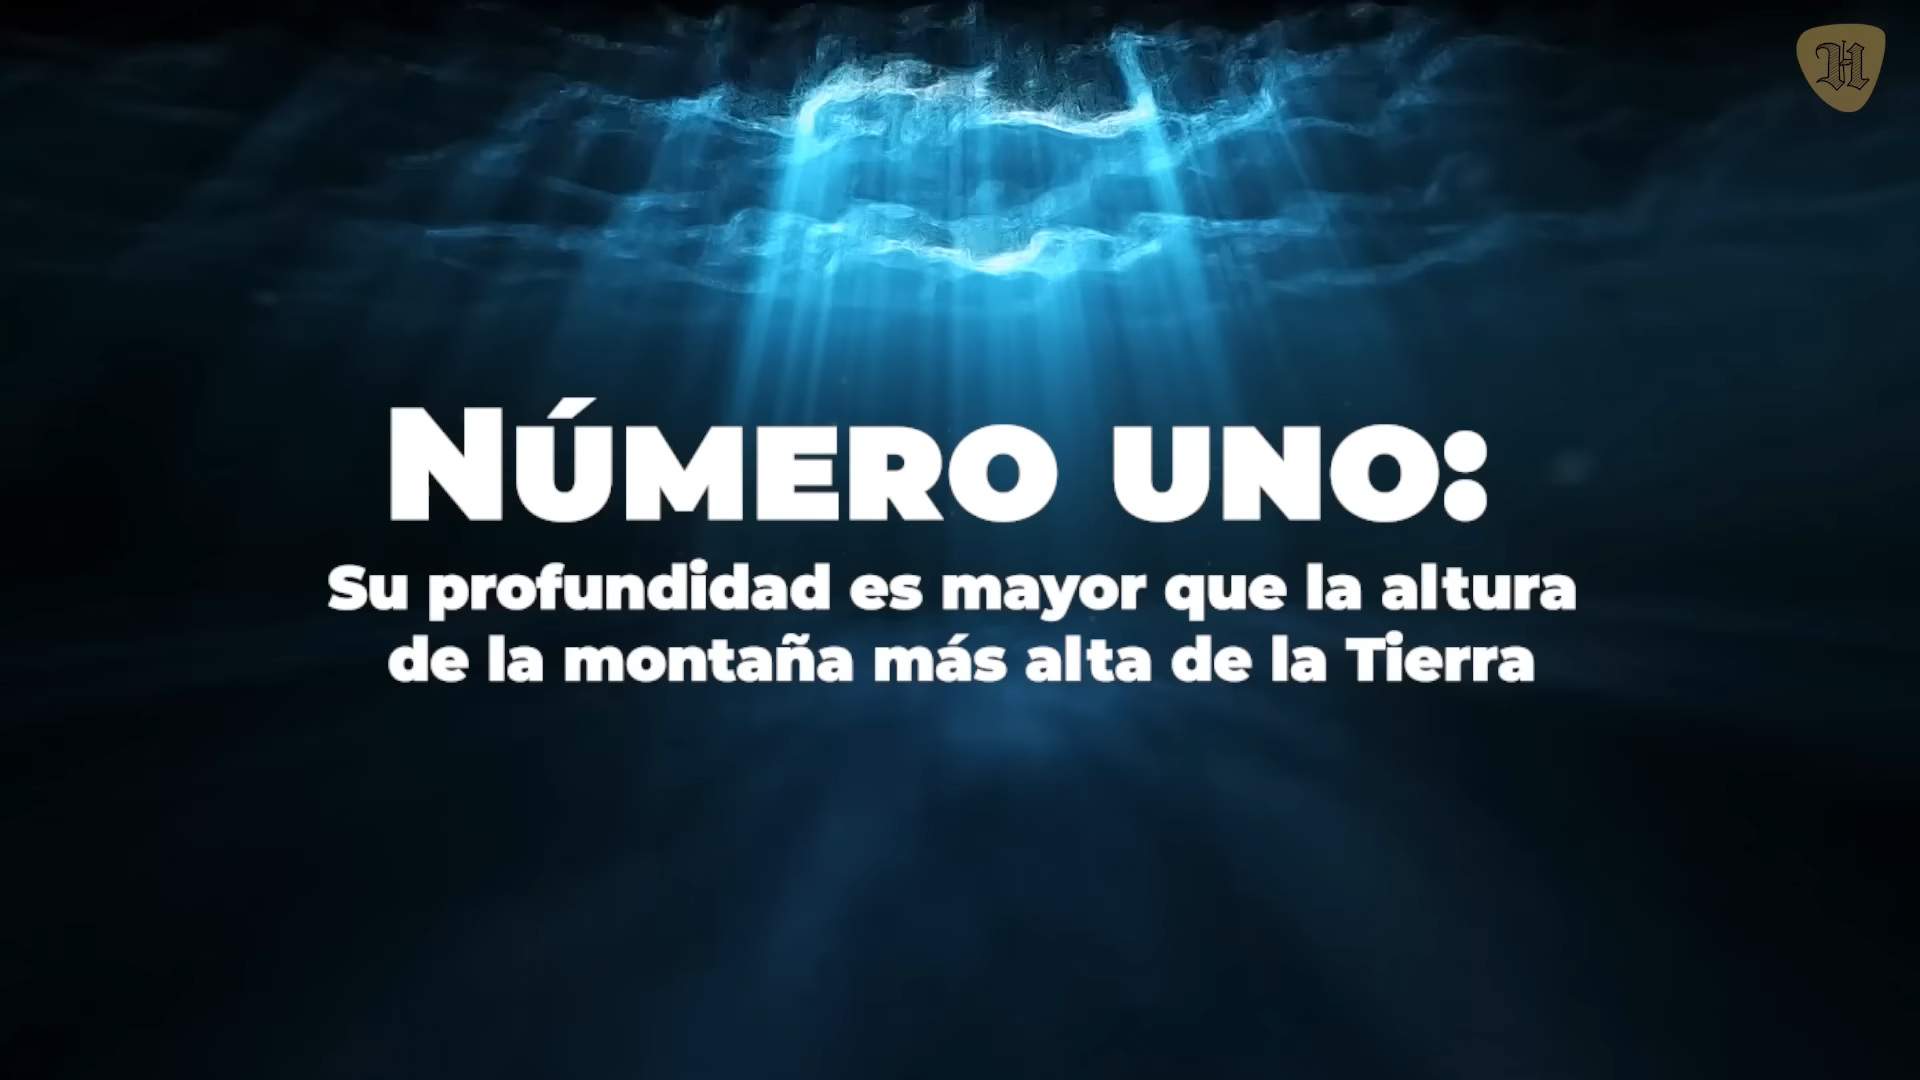 Número uno:
Su profundidad es mayor que la altura
de la montaña más alta de la Tierra